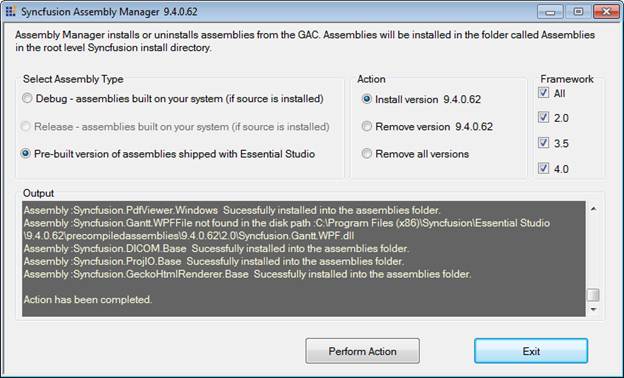 Syncfusion Assembly Manager 9.4.0.62
Assembly Manager installs or uninstalls assemblies from the GAC. Assemblies will be installed in the folder called Assemblies
in the root level Syncfusion install directory.
Select Assembly Type
Debug - assemblies built on your system (if source is installed)
Release - assemblies built on your system (if source is installed)
Pre-built version of assemblies shipped with Essential Studio
Action
Install version 9.4.0.62
Remove version 9.4.0.62
Remove all versions
Framework
All
2.0
3.5
4.0
Output
Assembly :Syncfusion.PdfViewer.Windows Sucessfully installed into the assemblies folder.
Assembly :Syncfusion.Gantt.WPFFile not found in the disk path :C:\Program Files (x86)\Syncfusion\Essential Studio
\9.4.0.62\precompiledassemblies\9.4.0.62\2.0\Syncfusion.Gantt.WPF.dll
Assembly :Syncfusion.DICOM.Base Sucessfully installed into the assemblies folder.
Assembly :Syncfusion.ProjIO.Base Sucessfully installed into the assemblies folder.
Assembly :Syncfusion.GeckoHtmlRenderer.Base Sucessfully installed into the assemblies folder.
Action has been completed.
Perform Action
Exit